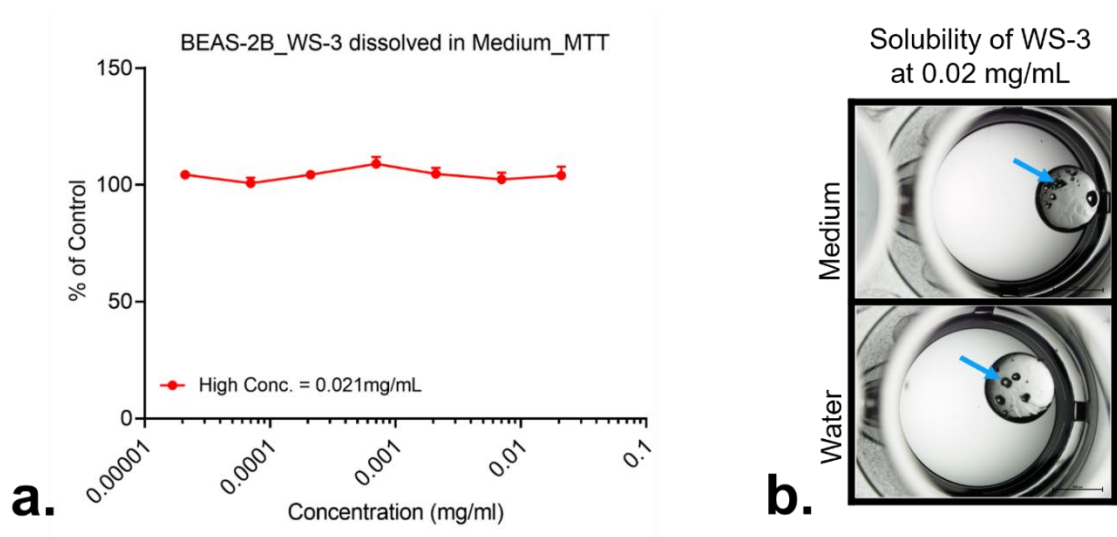 BEAS-2B_WS-3 dissolved in Medium_MTT
150
100
50
0
% of Control
High Conc. = 0.021mg/mL
0.00001
0.0001
0.001
0.01
0.1
Concentration (mg/ml)
a.
Solubility of WS-3
at 0.02 mg/mL
Medium
Water
b.